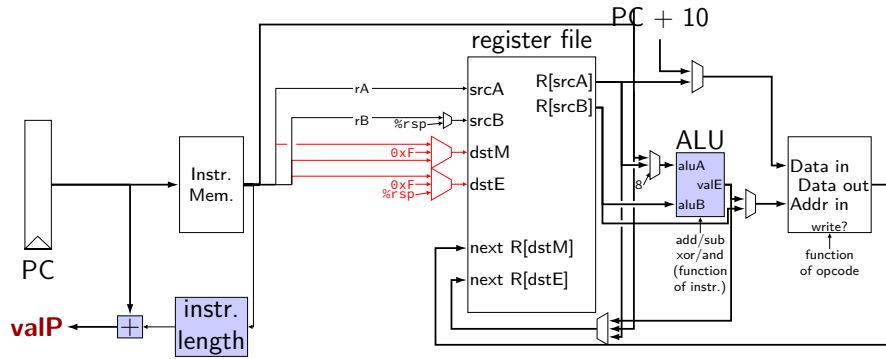 PC + 10
register file
rA
srcA
R[srcA]
R[srcB]
rB
%rsp
srcB
ALU
Instr.
Mem.
0xF
dstM
8
aluA
valE
aluB
Data in
Data out
Addr in
0xF
%rsp
dstE
write?
PC
next R[dstM]
add/sub
xor/and
(function
of instr.)
function
of opcode
next R[dstE]
valP
+
instr.
length